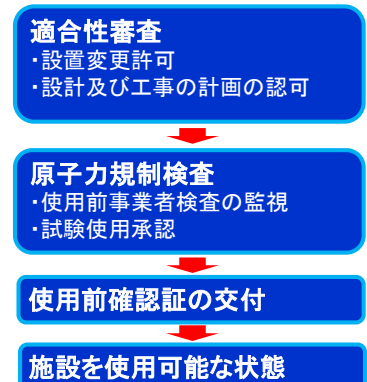 適合性審査
・設置変更許可
・設計及び工事の計画の認可
原子力規制検査
・使用前事業者検査の監視
・試験使用承認
使用前確認証の交付
施設を使用可能な状態